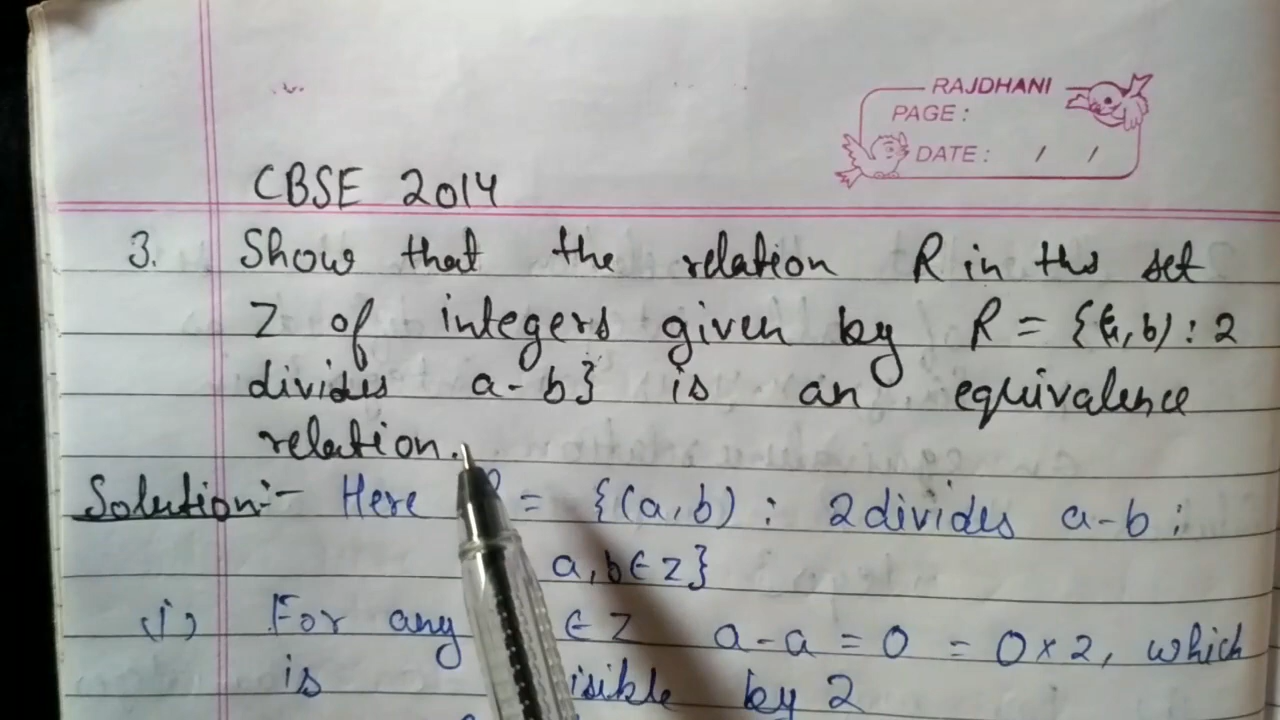 RAJDHANI
PAGE :
DATE : / /
CBSE 2014
3. Show that the relation R in the set
Z of integers given by R = {(a,b) : 2
divides a-b} is an equivalence
relation.
Solution:- Here = {(a,b) : 2 divides a-b :
a,b ∈ Z}
(i) For any ∈ Z a-a = 0 = 0×2, which
is by 2